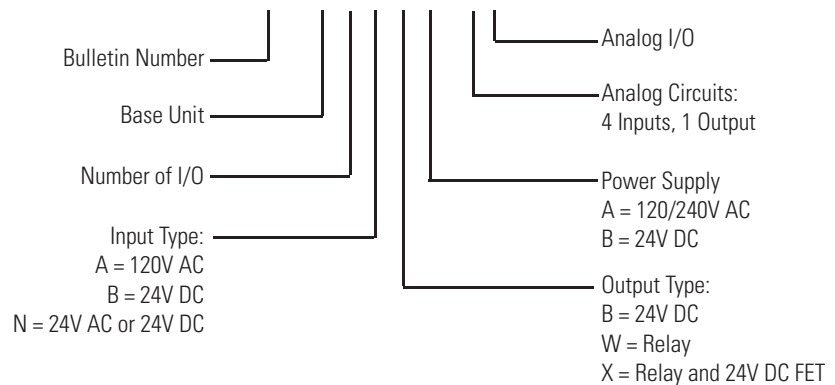 Bulletin Number
Base Unit
Number of I/O
Input Type:
A = 120V AC
B = 24V DC
N = 24V AC or 24V DC
Analog I/O
Analog Circuits:
4 Inputs, 1 Output
Power Supply
A = 120/240V AC
B = 24V DC
Output Type:
B = 24V DC
W = Relay
X = Relay and 24V DC FET